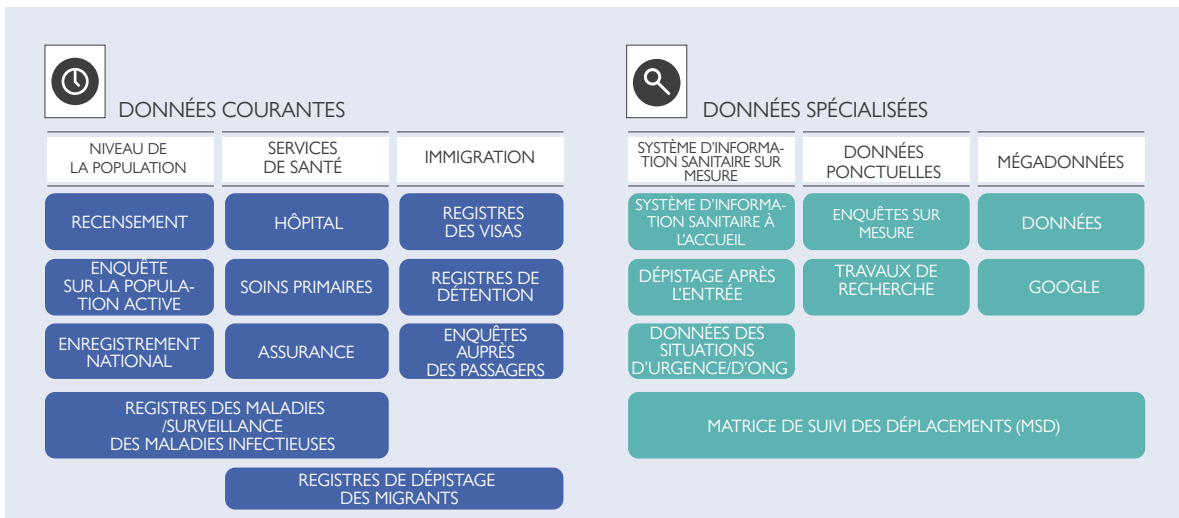 DONNÉES COURANTES
NIVEAU DE
LA POPULATION
SERVICES
DE SANTÉ
IMMIGRATION
RECENSEMENT
HÔPITAL
REGISTRES
DES VISAS
ENQUÊTE
SUR LA POPULA-
TION ACTIVE
SOINS PRIMAIRES
REGISTRES DE
DÉTENTION
ENREGISTREMENT
NATIONAL
ASSURANCE
ENQUÊTES
AUPRÈS
DES PASSAGERS
REGISTRES DES MALADIES
/SURVEILLANCE
DES MALADIES INFECTIEUSES
REGISTRES DE DÉPISTAGE
DES MIGRANTS
DONNÉES SPÉCIALISÉES
SYSTÈME D'INFORMA-
TION SANITAIRE SUR
MESURE
DONNÉES
PONCTUELLES
MÉGADONNÉES
SYSTÈME D'INFORMA-
TION SANITAIRE À
L'ACCUEIL
ENQUÊTES SUR
MESURE
DONNÉES
DÉPISTAGE APRÈS
L'ENTRÉE
TRAVAUX DE
RECHERCHE
GOOGLE
DONNÉES DES
SITUATIONS
D'URGENCE/D'ONG
MATRICE DE SUIVI DES DÉPLACEMENTS (MSD)